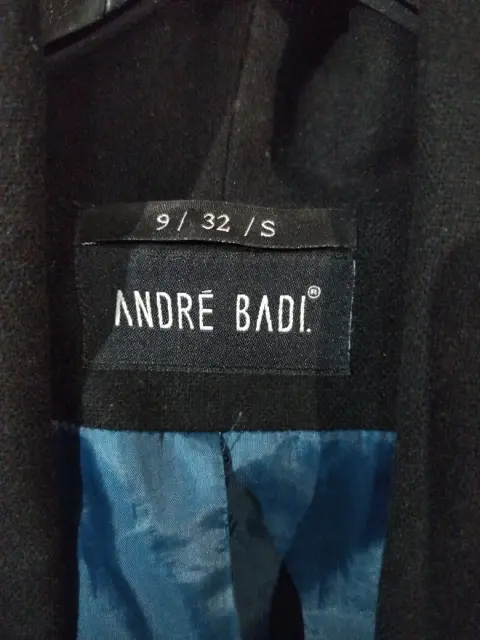 9 / 32 / S
ANDRÉ BADI.®